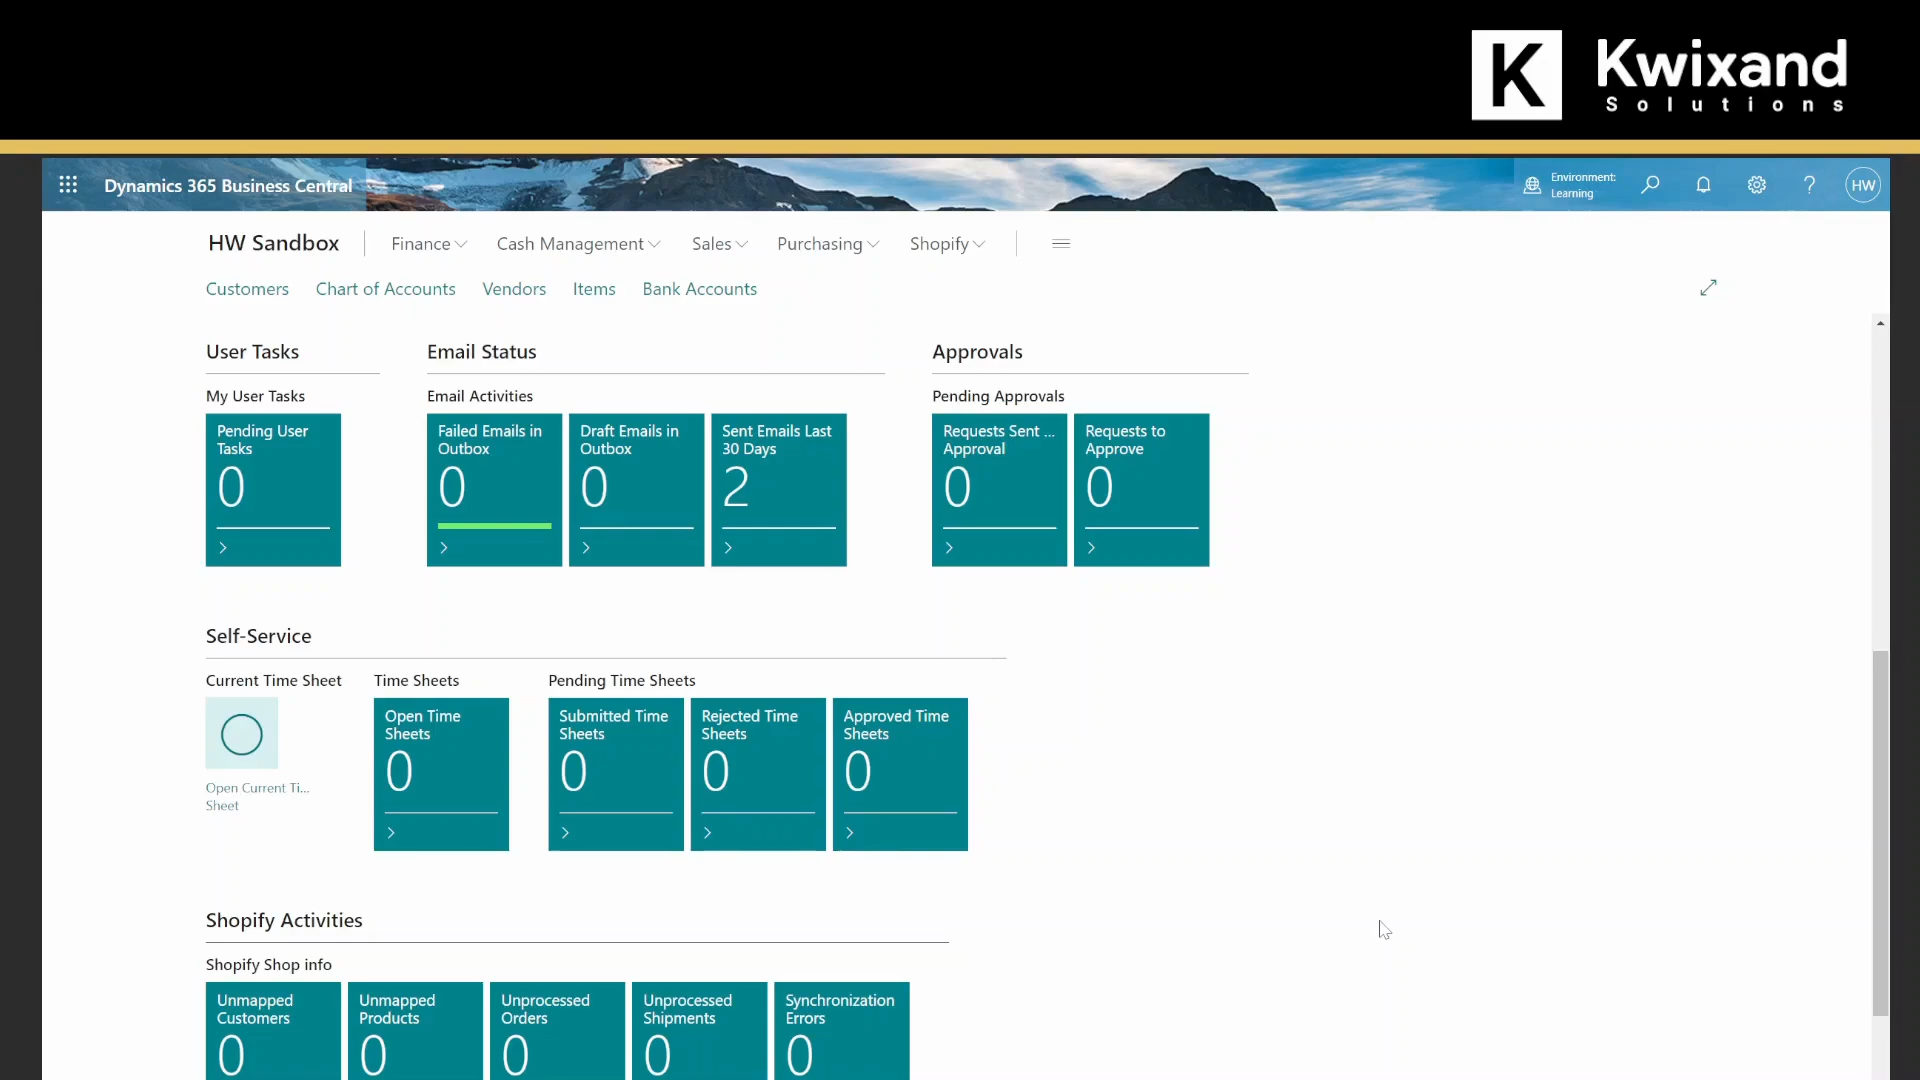 K Kwixand
Solutions
Dynamics 365 Business Central
Environment:
Learning
?
HW
HW Sandbox
Finance
Cash Management
Sales
Purchasing
Shopify
Customers
Chart of Accounts
Vendors
Items
Bank Accounts
User Tasks
My User Tasks
Pending User
Tasks
0
Email Status
Email Activities
Failed Emails in
Outbox
0
Draft Emails in
Outbox
0
Sent Emails Last
30 Days
2
Approvals
Pending Approvals
Requests Sent ...
Approval
0
Requests to
Approve
0
Self-Service
Current Time Sheet
Open Current Ti...
Sheet
Time Sheets
Open Time
Sheets
0
Pending Time Sheets
Submitted Time
Sheets
0
Rejected Time
Sheets
0
Approved Time
Sheets
0
Shopify Activities
Shopify Shop info
Unmapped
Customers
0
Unmapped
Products
0
Unprocessed
Orders
0
Unprocessed
Shipments
0
Synchronization
Errors
0